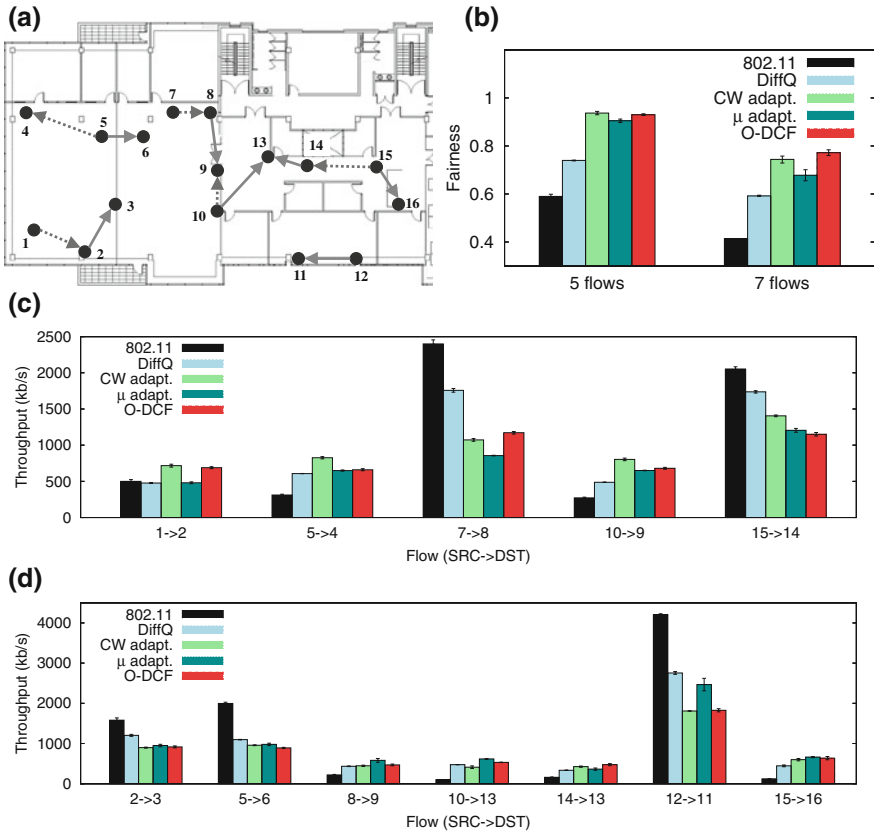 (a)
7
8
4
5
6
13
14
15
9
3
10
16
1
2
11
12
(b)
802.11
DiffQ
CW adapt.
μ adapt.
O-DCF
Fairness
1
0.8
0.6
0.4
5 flows
7 flows
(c)
Throughput (kb/s)
2500
2000
1500
1000
500
0
802.11
DiffQ
CW adapt.
μ adapt.
O-DCF
1->2
5->4
7->8
10->9
15->14
Flow (SRC->DST)
(d)
Throughput (kb/s)
4000
3000
2000
1000
0
802.11
DiffQ
CW adapt.
μ adapt.
O-DCF
2->3
5->6
8->9
10->13
14->13
12->11
15->16
Flow (SRC->DST)